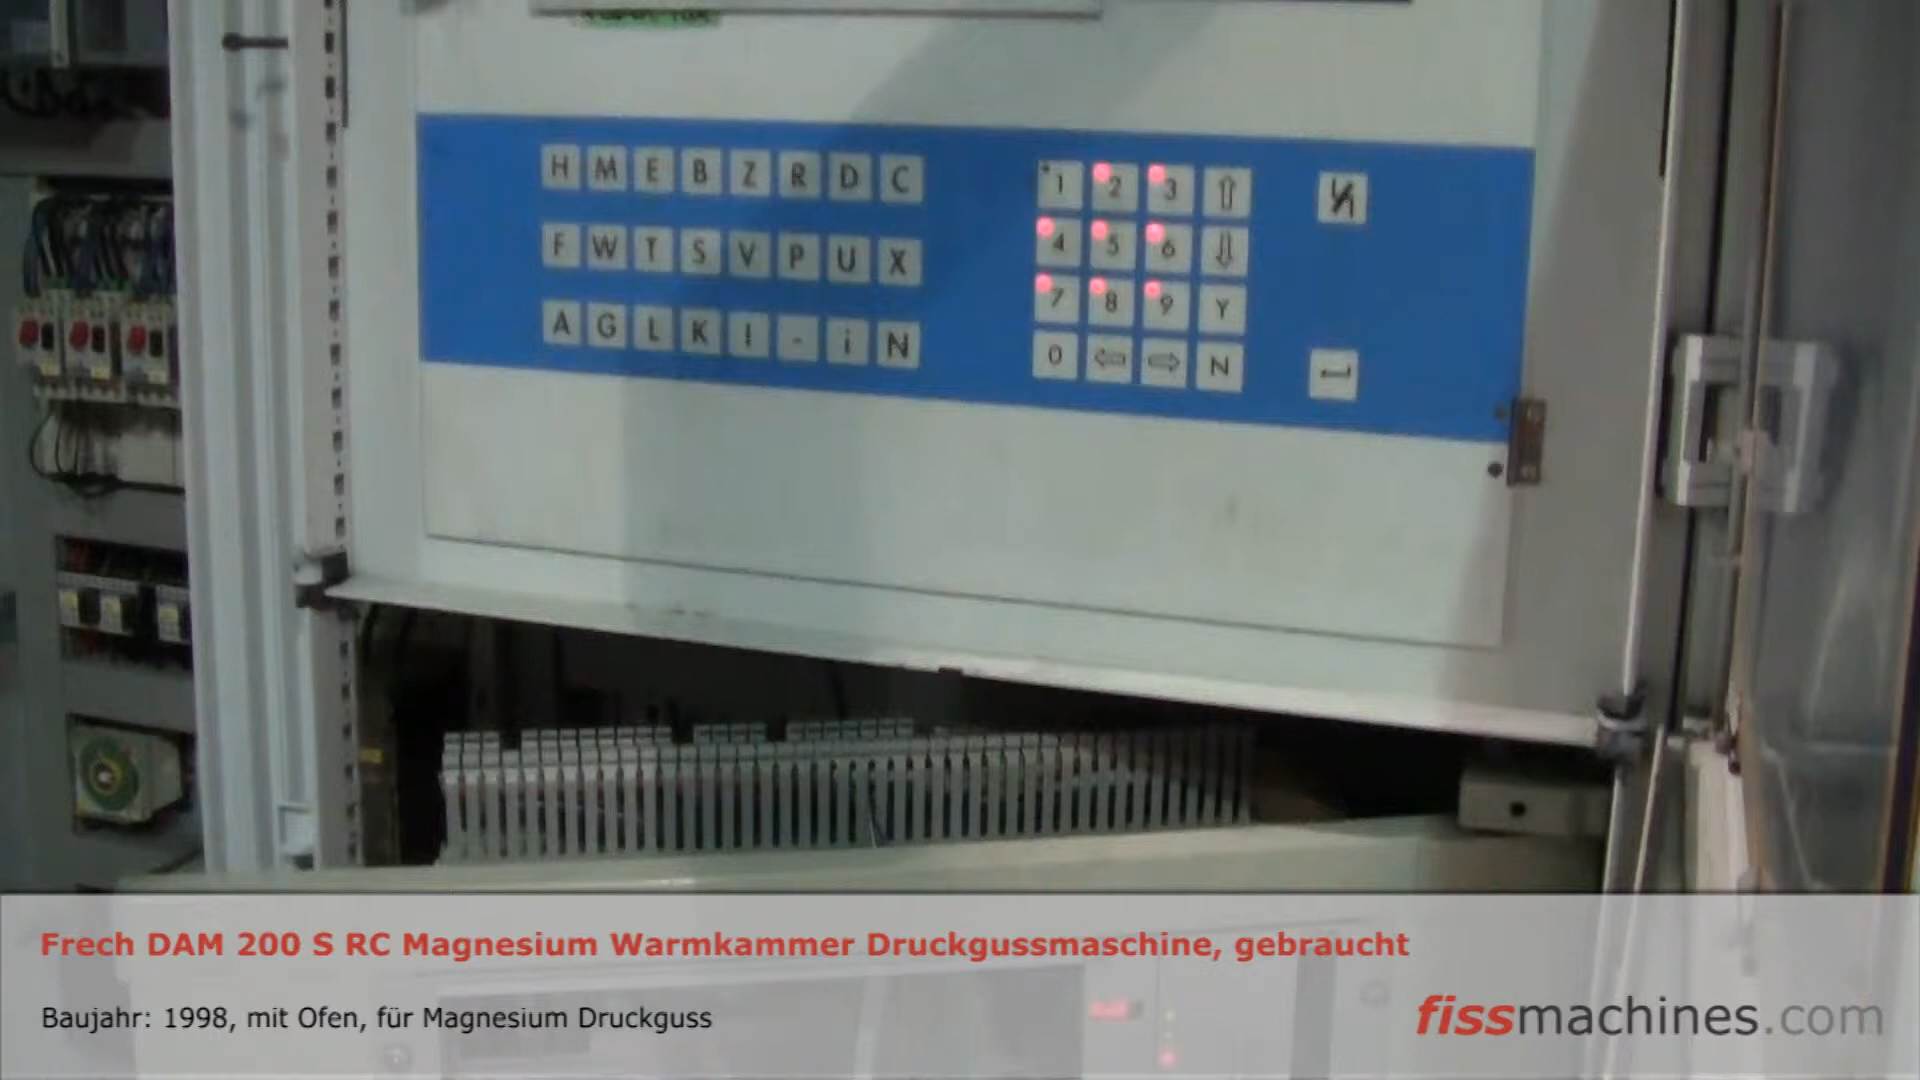 H M E B Z R D C
F W T S V P U X
A G L K ! - i N
1 2 3 ⇧
4 5 6 ⇩
7 8 9 Y
0 ⇦ ⇨ N
Frech DAM 200 S RC Magnesium Warmkammer Druckgussmaschine, gebraucht
Baujahr: 1998, mit Ofen, für Magnesium Druckguss
fissmachines.com